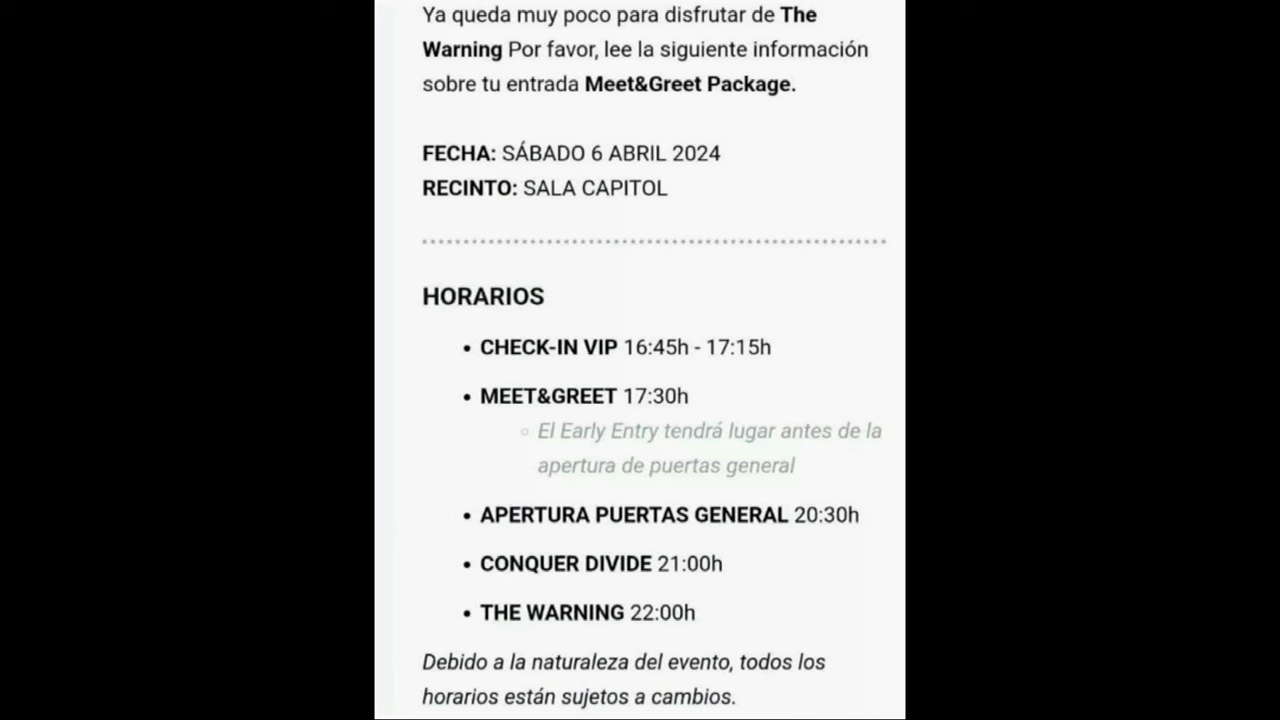 Ya queda muy poco para disfrutar de The
Warning Por favor, lee la siguiente información
sobre tu entrada Meet&Greet Package.
FECHA: SÁBADO 6 ABRIL 2024
RECINTO: SALA CAPITOL
HORARIOS
• CHECK-IN VIP 16:45h - 17:15h
• MEET&GREET 17:30h
○ El Early Entry tendrá lugar antes de la
apertura de puertas general
• APERTURA PUERTAS GENERAL 20:30h
• CONQUER DIVIDE 21:00h
• THE WARNING 22:00h
Debido a la naturaleza del evento, todos los
horarios están sujetos a cambios.